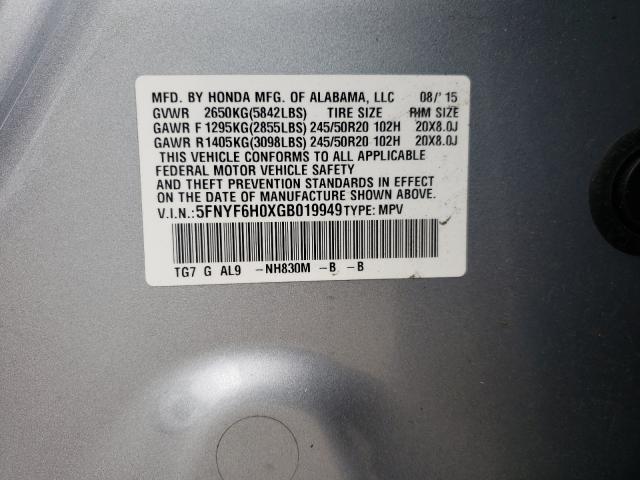 MFD. BY HONDA MFG. OF ALABAMA, LLC 08/'15
GVWR 2650KG(5842LBS) TIRE SIZE RIM SIZE
GAWR F 1295KG(2855LBS) 245/50R20 102H 20X8.0J
GAWR R 1405KG(3098LBS) 245/50R20 102H 20X8.0J
THIS VEHICLE CONFORMS TO ALL APPLICABLE
FEDERAL MOTOR VEHICLE SAFETY
AND THEFT PREVENTION STANDARDS IN EFFECT
ON THE DATE OF MANUFACTURE SHOWN ABOVE.
V.I.N.:5FNYF6H0XGB019949 TYPE: MPV
TG7 G AL9 -NH830M -B -B